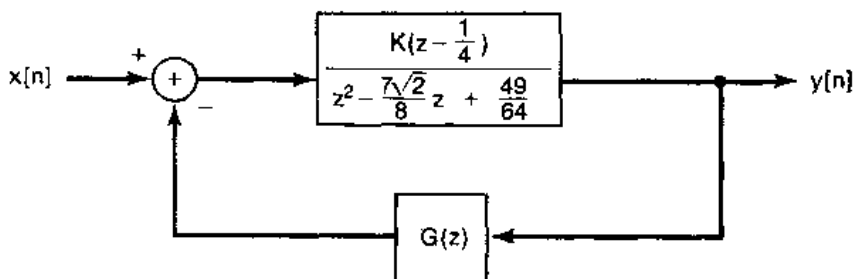 K(z − 1/4)
x[n] + + − z² − 7√2/8 z + 49/64 y[n]
G(z)